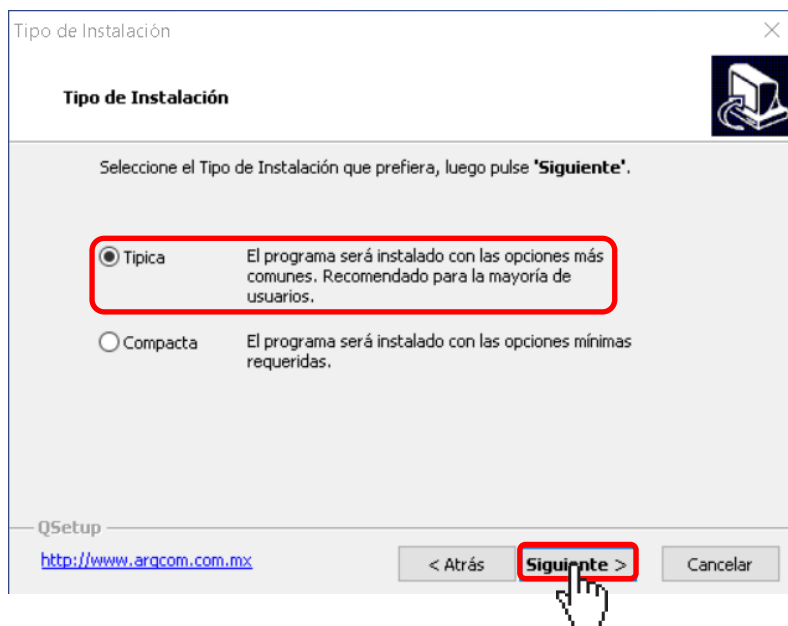 Tipo de Instalación
Tipo de Instalación
Seleccione el Tipo de Instalación que prefiera, luego pulse 'Siguiente'.
Tipica
El programa será instalado con las opciones más
comunes. Recomendado para la mayoría de
usuarios.
Compacta
El programa será instalado con las opciones mínimas
requeridas.
QSetup
http://www.arqcom.com.mx
< Atrás
Siguiente >
Cancelar